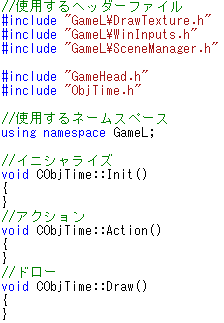 //使用するヘッダーファイル
#include "GameL¥DrawTexture.h"
#include "GameL¥WinInputs.h"
#include "GameL¥SceneManager.h"
#include "GameHead.h"
#include "ObjTime.h"
//使用するネームスペース
using namespace GameL;
//イニシャライズ
void CObjTime::Init()
{
}
//アクション
void CObjTime::Action()
{
}
//ドロー
void CObjTime::Draw()
{
}